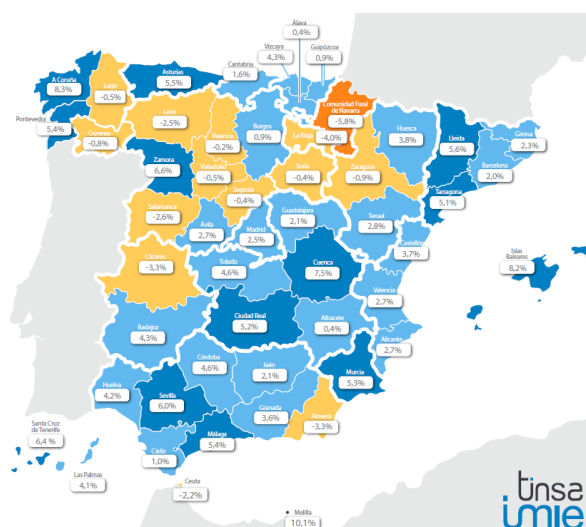 Álava
0,4%
Vizcaya
4,3%
Guipúzcoa
0,9%
Cantabria
1,6%
Asturias
5,5%
A Coruña
8,3%
Lugo
-0,5%
Pontevedra
5,4%
Ourense
-0,8%
León
-2,5%
Palencia
-0,2%
Burgos
0,9%
La Rioja
-4,0%
Comunidad Foral
de Navarra
-5,8%
Huesca
3,8%
Lleida
5,6%
Girona
2,3%
Barcelona
2,0%
Tarragona
5,1%
Zamora
6,6%
Valladolid
-0,5%
Segovia
-0,4%
Soria
-0,4%
Zaragoza
-0,9%
Salamanca
-2,6%
Ávila
2,7%
Madrid
2,5%
Guadalajara
2,1%
Teruel
2,8%
Castellón
3,7%
Islas
Baleares
8,2%
Cáceres
-3,3%
Toledo
4,6%
Cuenca
7,5%
Valencia
2,7%
Badajoz
4,3%
Ciudad Real
5,2%
Albacete
0,4%
Alicante
2,7%
Córdoba
4,6%
Jaén
2,1%
Murcia
5,3%
Huelva
4,2%
Sevilla
6,0%
Granada
3,6%
Almería
-3,3%
Málaga
5,4%
Cádiz
1,0%
Santa Cruz
de Tenerife
6,4 %
Las Palmas
4,1%
Ceuta
-2,2%
Melilla
10,1%
tinsa
imie